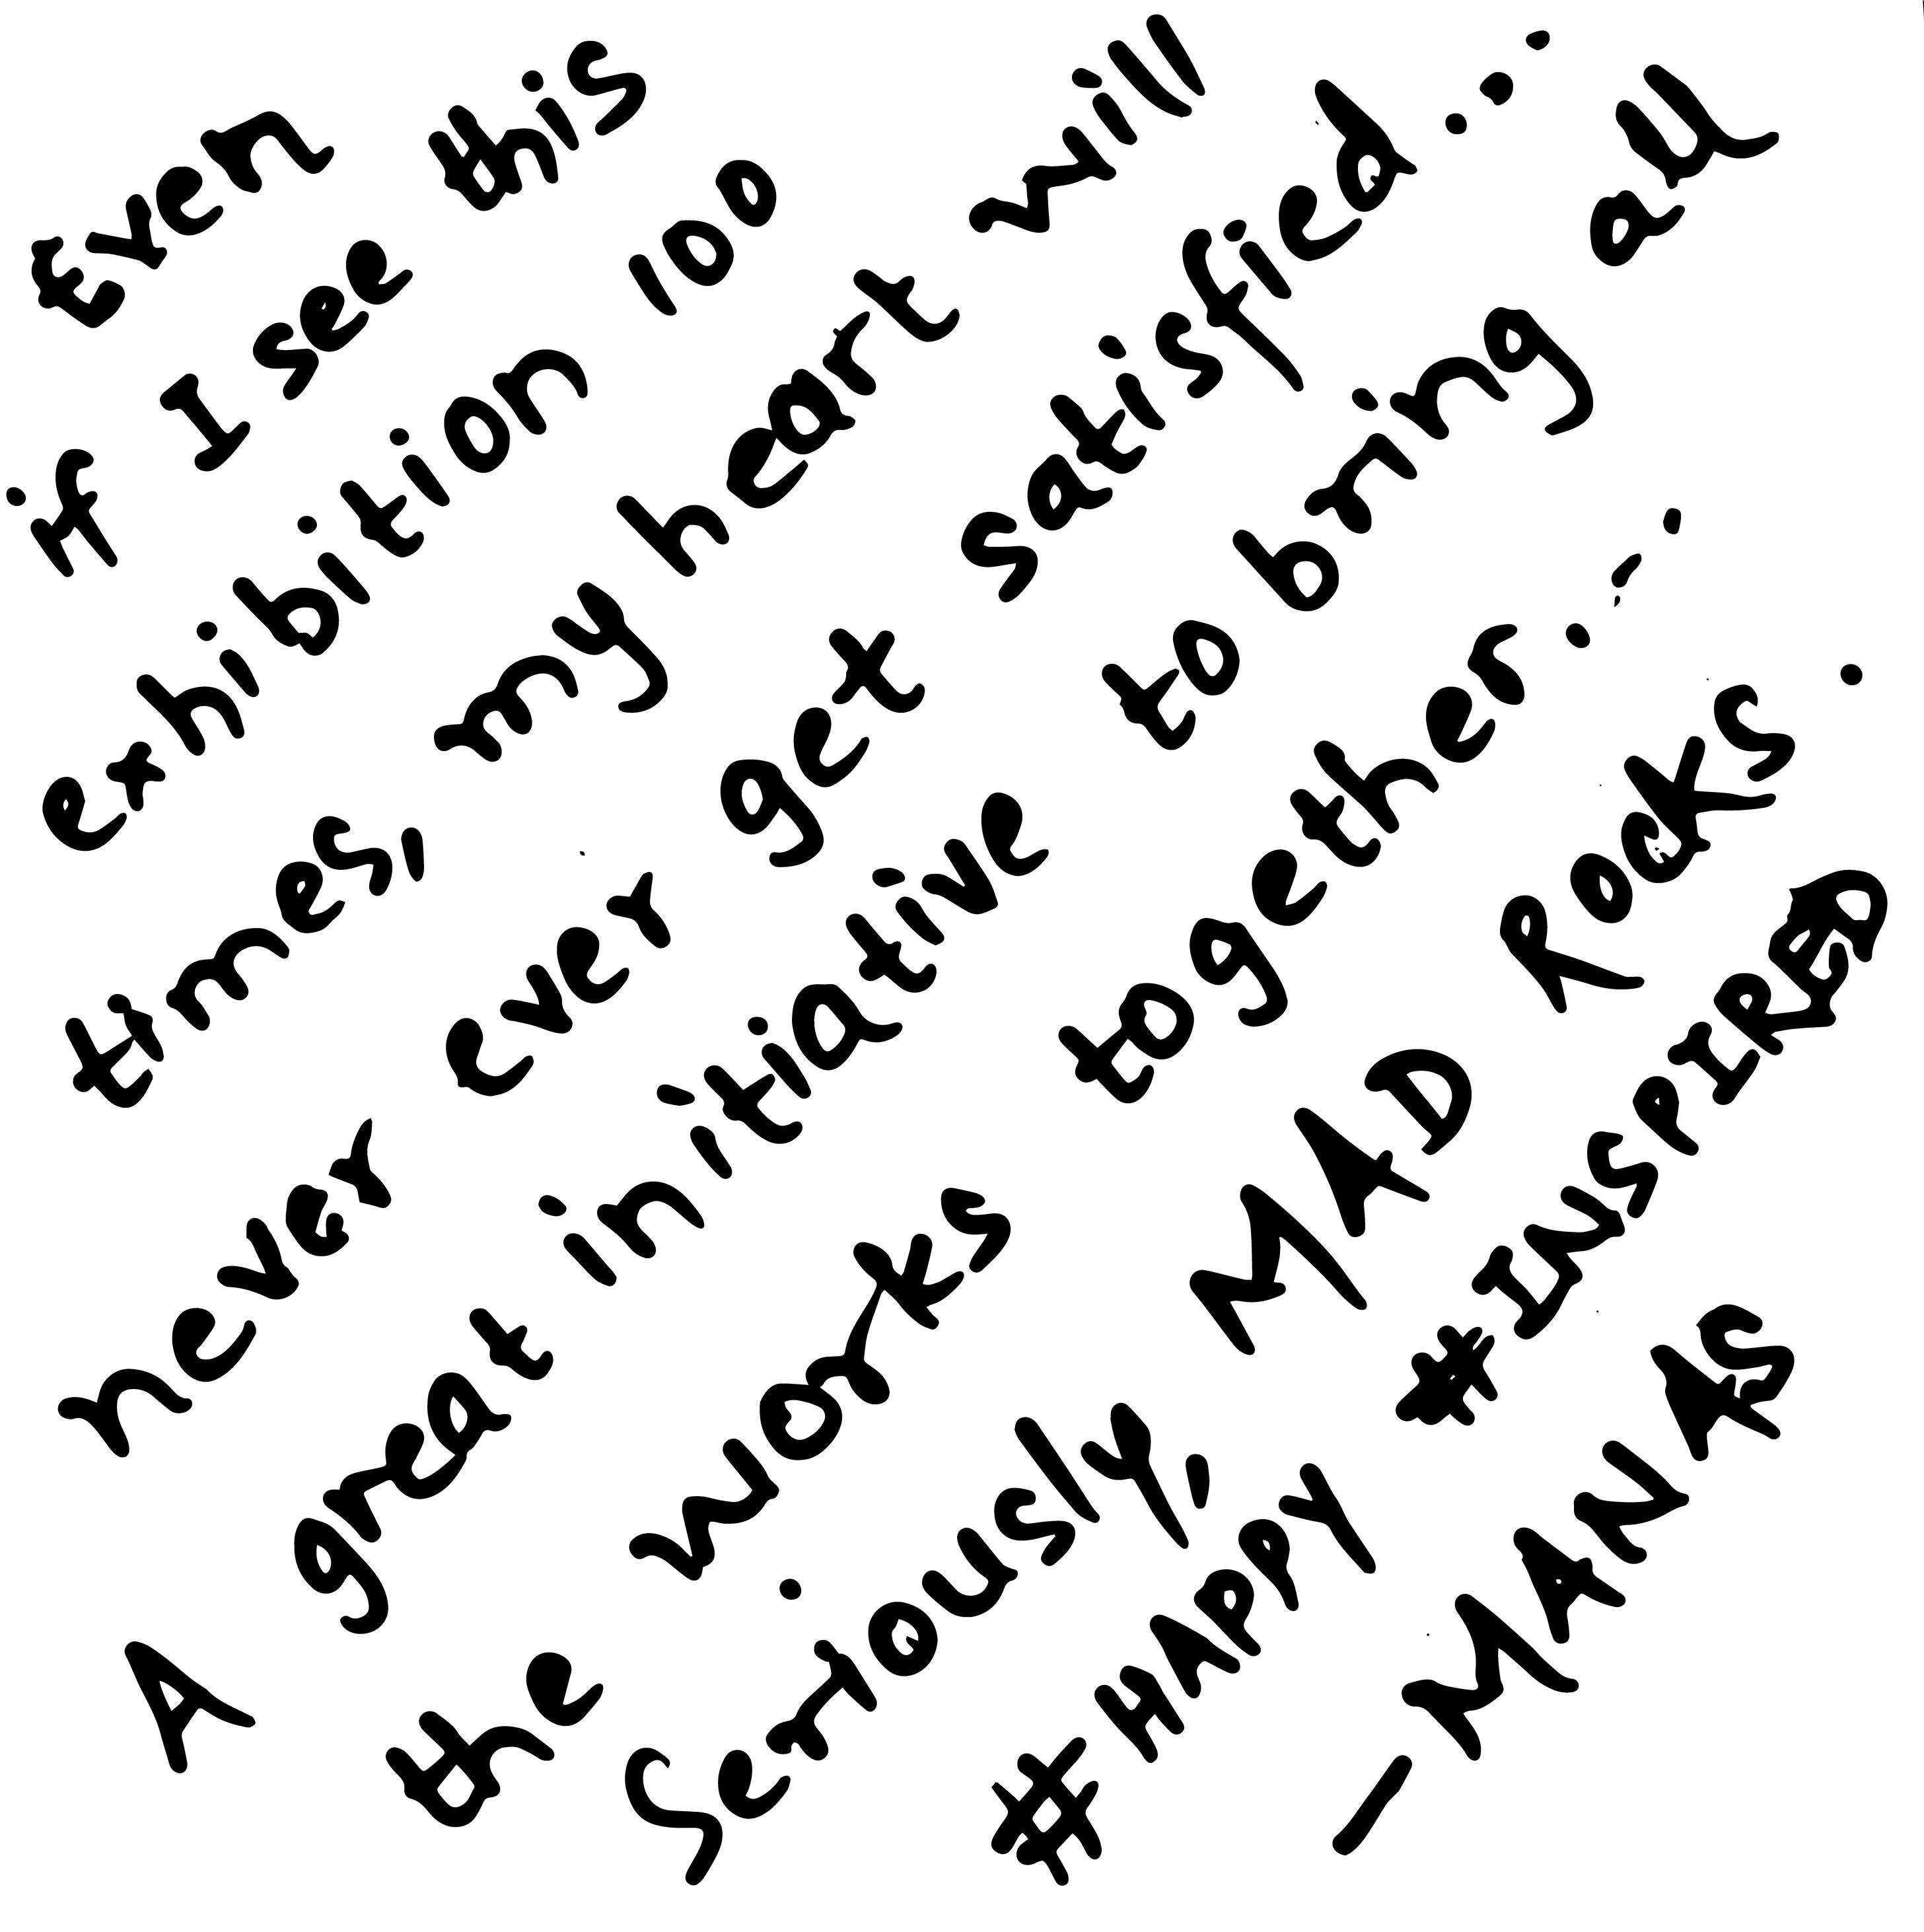 & even this
if I see exhibition 100
times, my heart will
never ever get satisfied... ay
A great initiative to bring
the works together...
Seriously, MAD Rocks
#HAPPY #INSPIRED
- MANAS